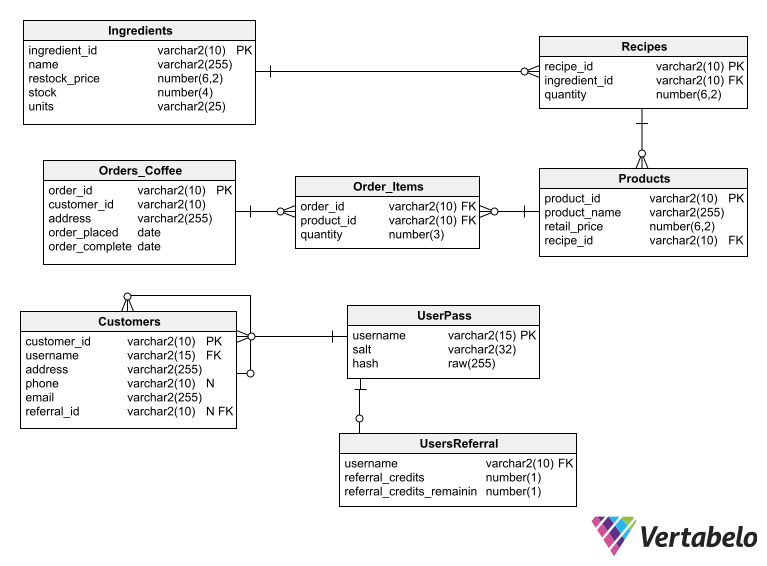 Ingredients
ingredient_id varchar2(10) PK
name varchar2(255)
restock_price number(6,2)
stock number(4)
units varchar2(25)
Recipes
recipe_id varchar2(10) PK
ingredient_id varchar2(10) FK
quantity number(6,2)
Orders_Coffee
order_id varchar2(10) PK
customer_id varchar2(10)
address varchar2(255)
order_placed date
order_complete date
Order_Items
order_id varchar2(10) FK
product_id varchar2(10) FK
quantity number(3)
Products
product_id varchar2(10) PK
product_name varchar2(255)
retail_price number(6,2)
recipe_id varchar2(10) FK
Customers
customer_id varchar2(10) PK
username varchar2(15) FK
address varchar2(255)
phone varchar2(10) N
email varchar2(255)
referral_id varchar2(10) N FK
UserPass
username varchar2(15) PK
salt varchar2(32)
hash raw(255)
UsersReferral
username varchar2(10) FK
referral_credits number(1)
referral_credits_remainin number(1)
Vertabelo